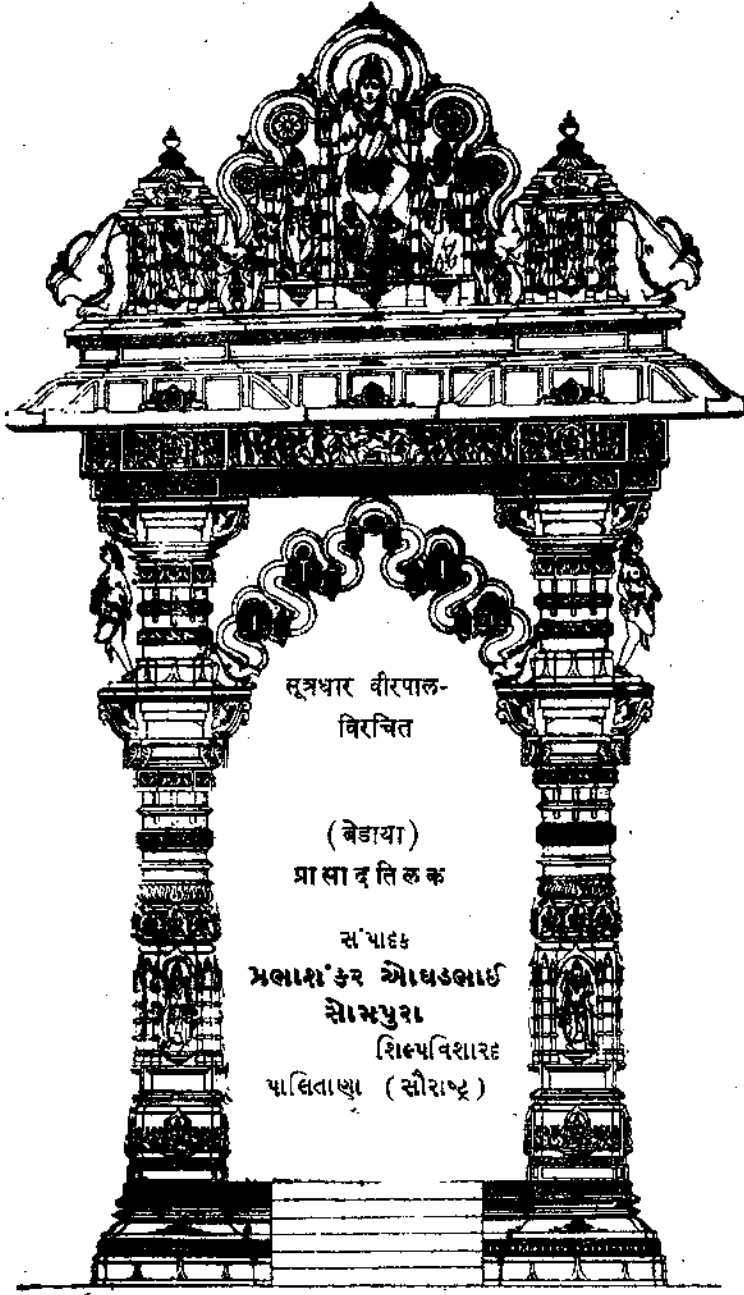 सूत्रधार वीरपाल-
विरचित
(बेडाया)
प्रासादतिलक
સંપાદક
પ્રભાશંકર ઓઘડભાઈ
સોમપુરા
શિલ્પવિશારદ
પાલિતાણા (સૌરાષ્ટ્ર)